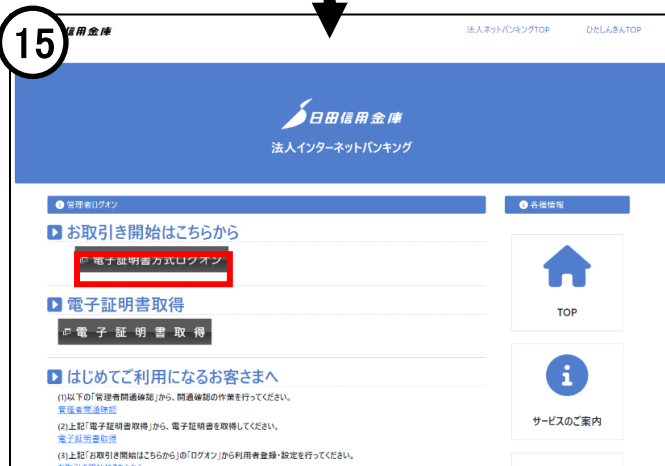 15
信用金庫
法人ネットバンキングTOP ひたしんきんTOP
日田信用金庫
法人インターネットバンキング
管理者ログオン
各種情報
お取引き開始はこちらから
電子証明書方式ログオン
TOP
電子証明書取得
電子証明書取得
はじめてご利用になるお客さまへ
(1)以下の「管理者開通確認」から、開通確認の作業を行ってください。
管理者開通確認
サービスのご案内
(2)上記「電子証明書取得」から、電子証明書を取得してください。
電子証明書取得
(3)上記「お取引き開始はこちらから」の「ログオン」から利用者登録・設定を行ってください。